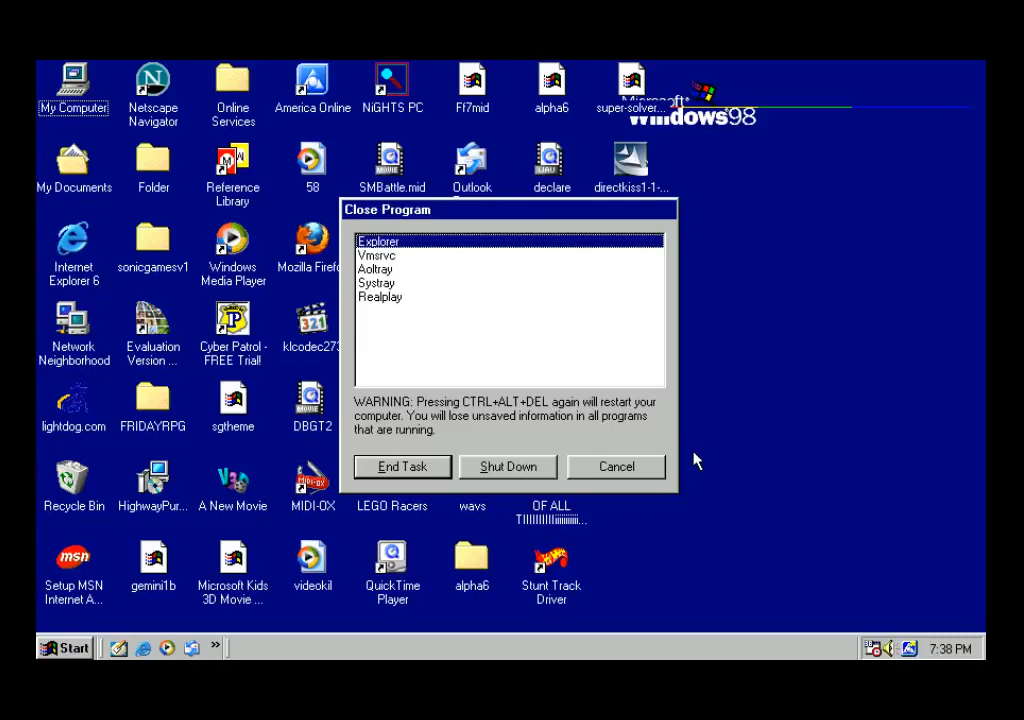 My Computer
Netscape
Navigator
Online
Services
America Online
NiGHTS PC
Ff7mid
alpha6
super-solver...
Microsoft
Windows98
My Documents
Folder
Reference
Library
58
SMBattle.mid
Outlook
declare
directkiss1-1-...
Close Program
Explorer
Vmsrvc
Aoltray
Systray
Realplay
WARNING: Pressing CTRL+ALT+DEL again will restart your
computer. You will lose unsaved information in all programs
that are running.
End Task
Shut Down
Cancel
Internet
Explorer 6
sonicgamesv1
Windows
Media Player
Mozilla Firefo
Network
Neighborhood
Evaluation
Version ...
Cyber Patrol -
FREE Trial!
klcodec273
lightdog.com
FRIDAYRPG
sgtheme
DBGT2
Recycle Bin
HighwayPur...
A New Movie
MIDI-OX
LEGO Racers
wavs
OF ALL
Setup MSN
Internet A...
gemini1b
Microsoft Kids
3D Movie ...
videokil
QuickTime
Player
alpha6
Stunt Track
Driver
Start
7:38 PM